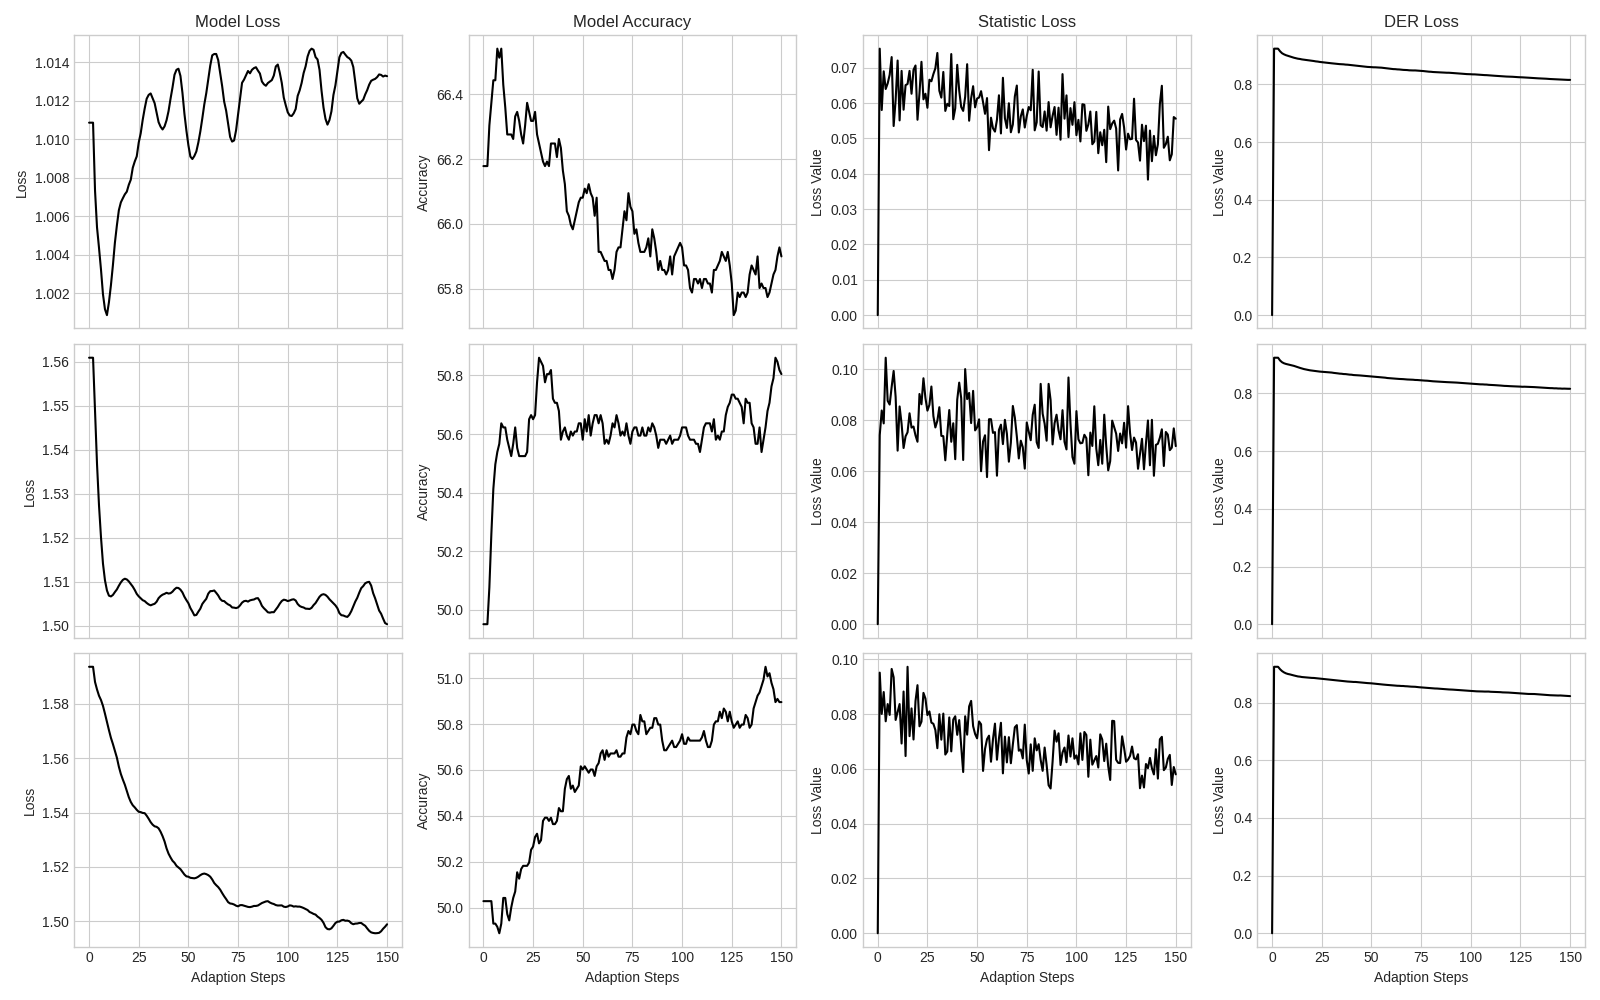 Model Loss
Model Accuracy
Statistic Loss
DER Loss
Loss
1.014
1.012
1.010
1.008
1.006
1.004
1.002
Accuracy
66.4
66.2
66.0
65.8
Loss Value
0.07
0.06
0.05
0.04
0.03
0.02
0.01
0.00
Loss Value
0.8
0.6
0.4
0.2
0.0
Loss
1.56
1.55
1.54
1.53
1.52
1.51
1.50
Accuracy
50.8
50.6
50.4
50.2
50.0
Loss Value
0.10
0.08
0.06
0.04
0.02
0.00
Loss Value
0.8
0.6
0.4
0.2
0.0
Loss
1.58
1.56
1.54
1.52
1.50
0 25 50 75 100 125 150
Adaption Steps
Accuracy
51.0
50.8
50.6
50.4
50.2
50.0
0 25 50 75 100 125 150
Adaption Steps
Loss Value
0.10
0.08
0.06
0.04
0.02
0.00
0 25 50 75 100 125 150
Adaption Steps
Loss Value
0.8
0.6
0.4
0.2
0.0
0 25 50 75 100 125 150
Adaption Steps